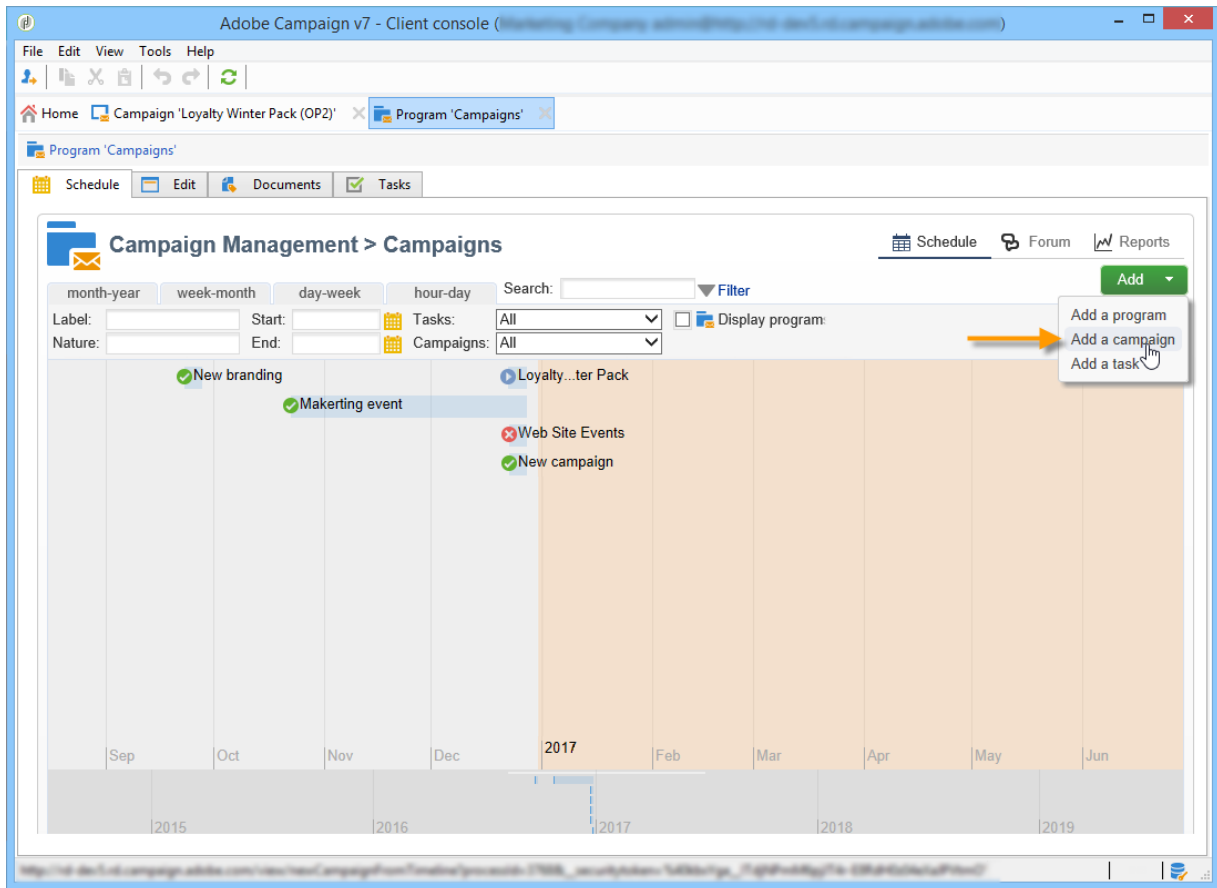 Adobe Campaign v7 - Client console (
)
File Edit View Tools Help
Home Campaign 'Loyalty Winter Pack (OP2)' Program 'Campaigns'
Program 'Campaigns'
Schedule Edit Documents Tasks
Campaign Management > Campaigns
Schedule Forum Reports
Add
month-year week-month day-week hour-day Search: Filter
Add a program
Label: Start: Tasks: All Display program
Add a campaign
Nature: End: Campaigns: All
Add a task
New branding Loyalty...ter Pack
Makerting event
Web Site Events
New campaign
Sep Oct Nov Dec 2017 Feb Mar Apr May Jun
2015 2016 2017 2018 2019